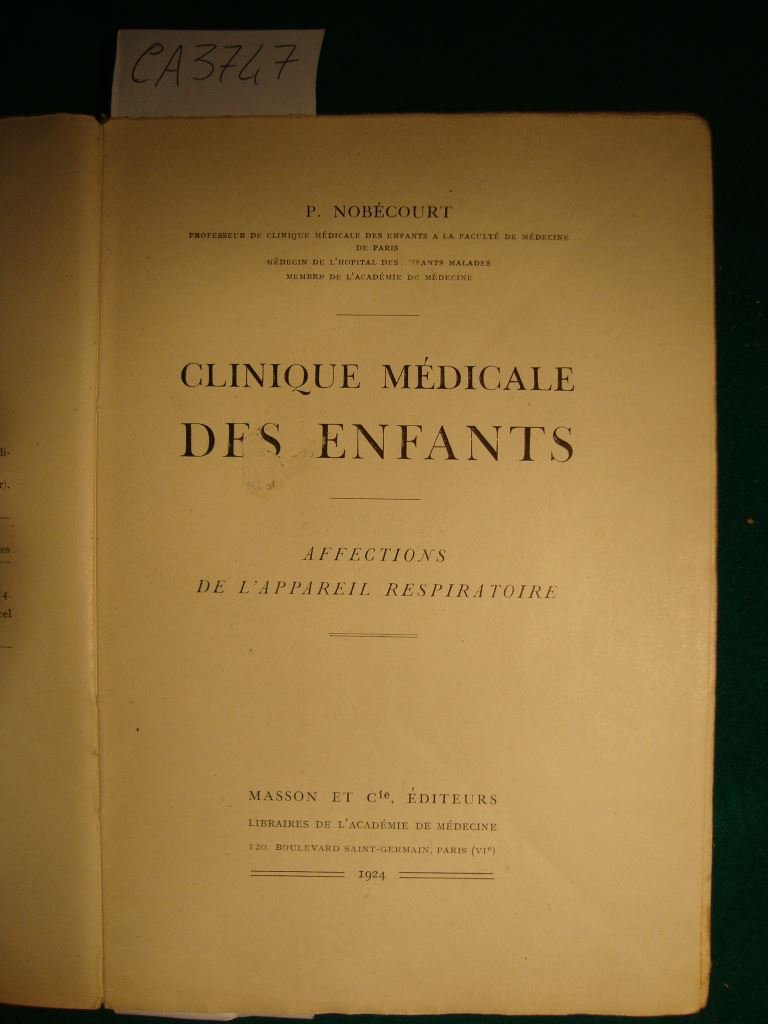 CA3747
P. NOBÉCOURT
PROFESSEUR DE CLINIQUE MÉDICALE DES ENFANTS A LA FACULTÉ DE MÉDECINE
DE PARIS
MÉDECIN DE L'HOPITAL DES ENFANTS MALADES
MEMBRE DE L'ACADÉMIE DE MÉDECINE
CLINIQUE MÉDICALE
DES ENFANTS
AFFECTIONS
DE L'APPAREIL RESPIRATOIRE
MASSON ET Cie, ÉDITEURS
LIBRAIRES DE L'ACADÉMIE DE MÉDECINE
120, BOULEVARD SAINT-GERMAIN, PARIS (VIe)
1924